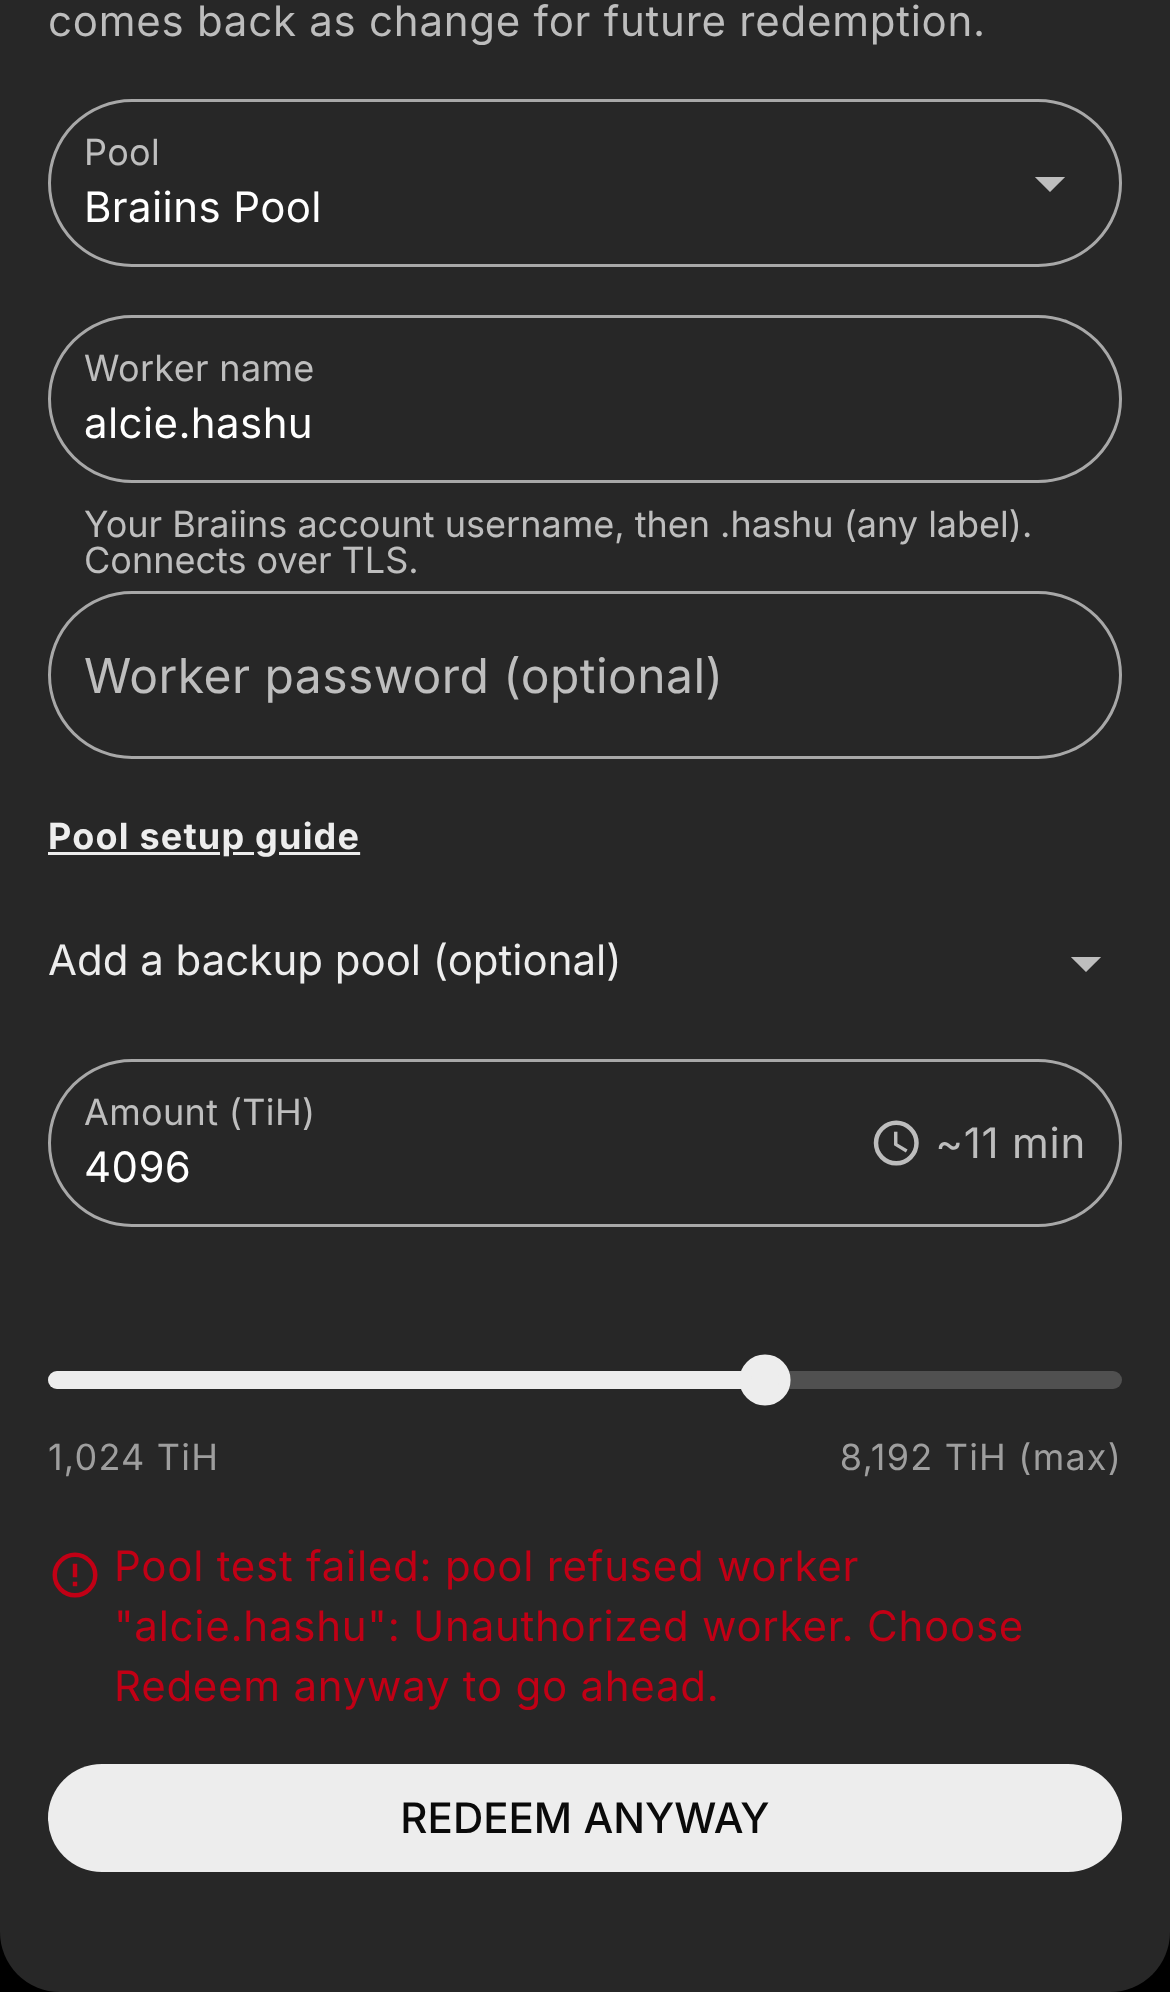 comes back as change for future redemption.
Pool
Braiins Pool
Worker name
alcie.hashu
Your Braiins account username, then .hashu (any label).
Connects over TLS.
Worker password (optional)
Pool setup guide
Add a backup pool (optional)
Amount (TiH)
4096
~11 min
1,024 TiH
8,192 TiH (max)
Pool test failed: pool refused worker
"alcie.hashu": Unauthorized worker. Choose
Redeem anyway to go ahead.
REDEEM ANYWAY